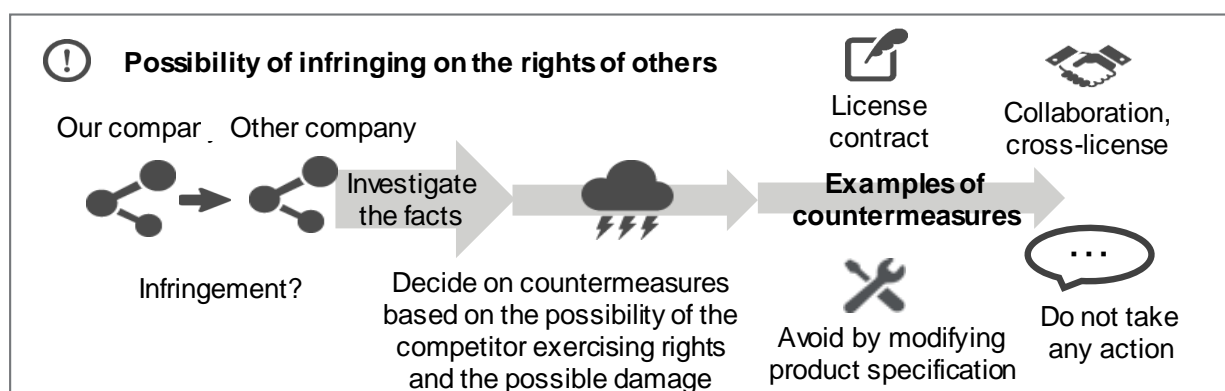 Possibility of infringing on the rights of others
Our company Other company
Infringement?
Investigate
the facts
Decide on countermeasures
based on the possibility of the
competitor exercising rights
and the possible damage
Examples of
countermeasures
License
contract
Collaboration,
cross-license
Avoid by modifying
product specification
...
Do not take
any action